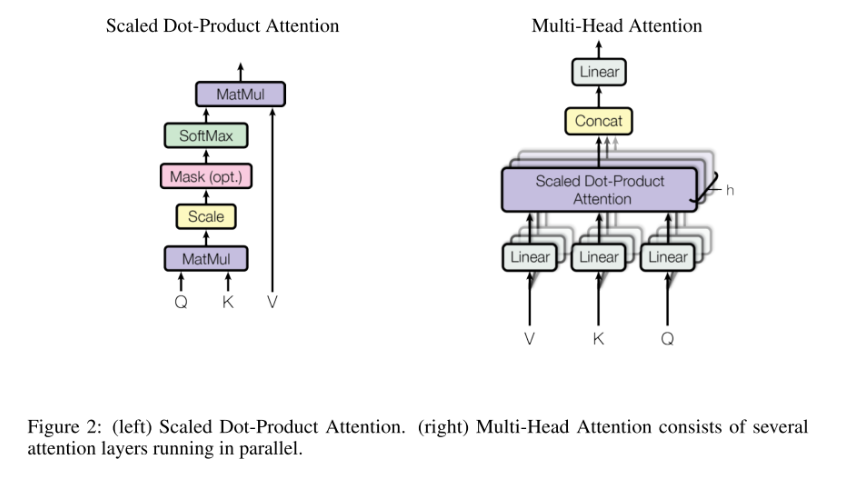 Scaled Dot-Product Attention
MatMul
SoftMax
Mask (opt.)
Scale
MatMul
Q K V
Multi-Head Attention
Linear
Concat
Scaled Dot-Product
Attention
h
Linear Linear Linear
V K Q
Figure 2: (left) Scaled Dot-Product Attention. (right) Multi-Head Attention consists of several
attention layers running in parallel.